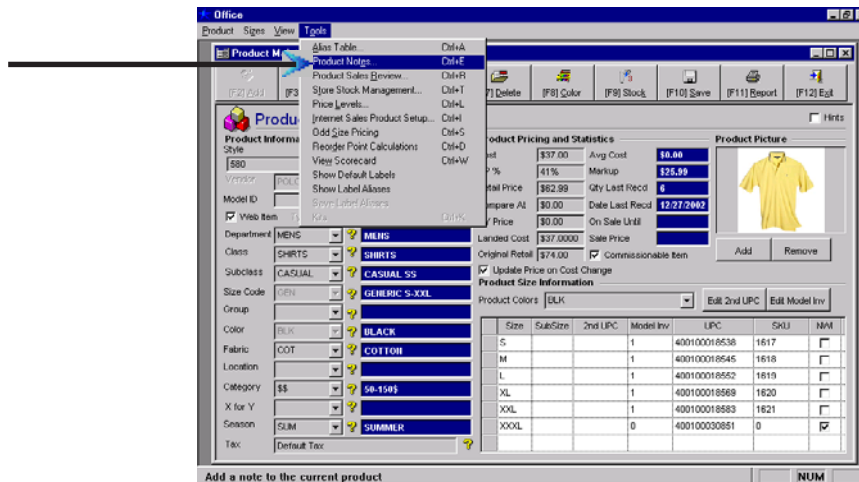 Office
Product Sizes View Tools
Product M
Alias Table... Ctrl+A
Product Notes... Ctrl+E
Product Sales Review... Ctrl+R
Store Stock Management... Ctrl+T
Price Levels... Ctrl+L
Internet Sales Product Setup... Ctrl+I
Odd Size Pricing Ctrl+S
Reorder Point Calculations Ctrl+D
View Scorecard Ctrl+W
Show Default Labels
Show Label Aliases
Save Label Aliases
Kits Ctrl+K
[F2] Add [F3 7] Delete [F8] Color [F9] Stock [F10] Save [F11] Report [F12] Exit
Produ Hints
Product Informa
Style
580
Vendor POLO
Model ID
Web Item
Department MENS MENS
Class SHIRTS SHIRTS
Subclass CASUAL CASUAL SS
Size Code GEN GENERIC S-XXL
Group
Color BLK BLACK
Fabric COT COTTON
Location
Category $$ 50-150$
X for Y
Season SUM SUMMER
Tax Default Tax
roduct Pricing and Statistics Product Picture
st $37.00 Avg Cost $0.00
P % 41% Markup $25.99
tail Price $62.99 Qty Last Recd 6
mpare At $0.00 Date Last Recd 12/27/2002
Price $0.00 On Sale Until
Landed Cost $37.0000 Sale Price
Original Retail $74.00 Commissionable Item Add Remove
Update Price on Cost Change
Product Size Information
Product Colors BLK Edit 2nd UPC Edit Model Inv
Size SubSize 2nd UPC Model Inv UPC SKU NWI
S 1 400100018538 1617
M 1 400100018545 1618
L 1 400100018552 1619
XL 1 400100018569 1620
XXL 1 400100018583 1621
XXXL 0 400100030851 0
Add a note to the current product NUM